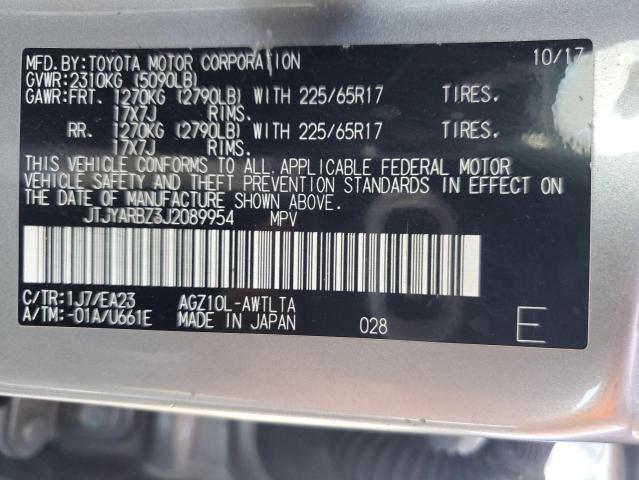 MFD. BY: TOYOTA MOTOR CORPORATION 10/17
GVWR: 2310KG (5090LB)
GAWR: FRT. 1270KG (2790LB) WITH 225/65R17 TIRES.
17X7J RIMS.
RR. 1270KG (2790LB) WITH 225/65R17 TIRES.
17X7J RIMS.
THIS VEHICLE CONFORMS TO ALL APPLICABLE FEDERAL MOTOR
VEHICLE SAFETY AND THEFT PREVENTION STANDARDS IN EFFECT ON
THE DATE OF MANUFACTURE SHOWN ABOVE.
JTJYARBZ3J2089954 MPV
C/TR: 1J7/EA23 AGZ10L-AWTLTA
A/TM: -01A/U661E MADE IN JAPAN 028 E